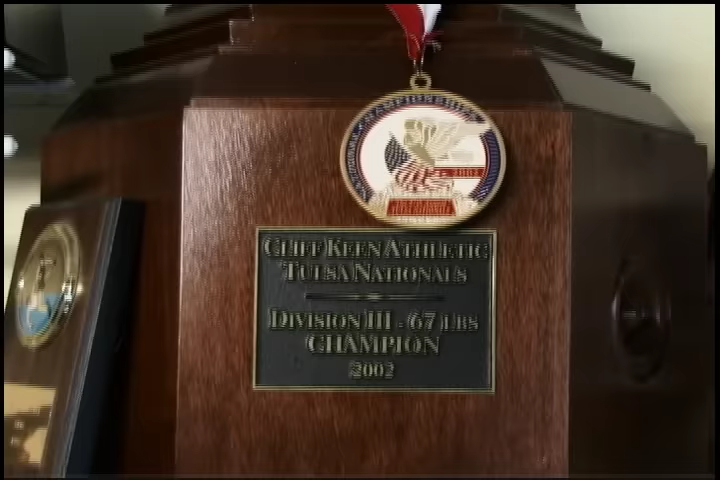 CLIFF KEEN ATHLETIC
TULSA NATIONALS
DIVISION III - 67 LBS
CHAMPION
2002